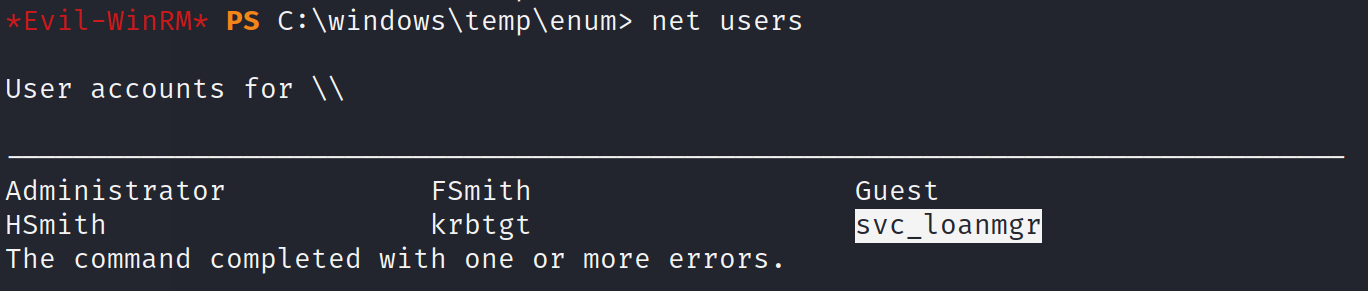 *Evil-WinRM* PS C:\windows\temp\enum> net users
User accounts for \\
Administrator FSmith Guest
HSmith krbtgt svc_loanmgr
The command completed with one or more errors.